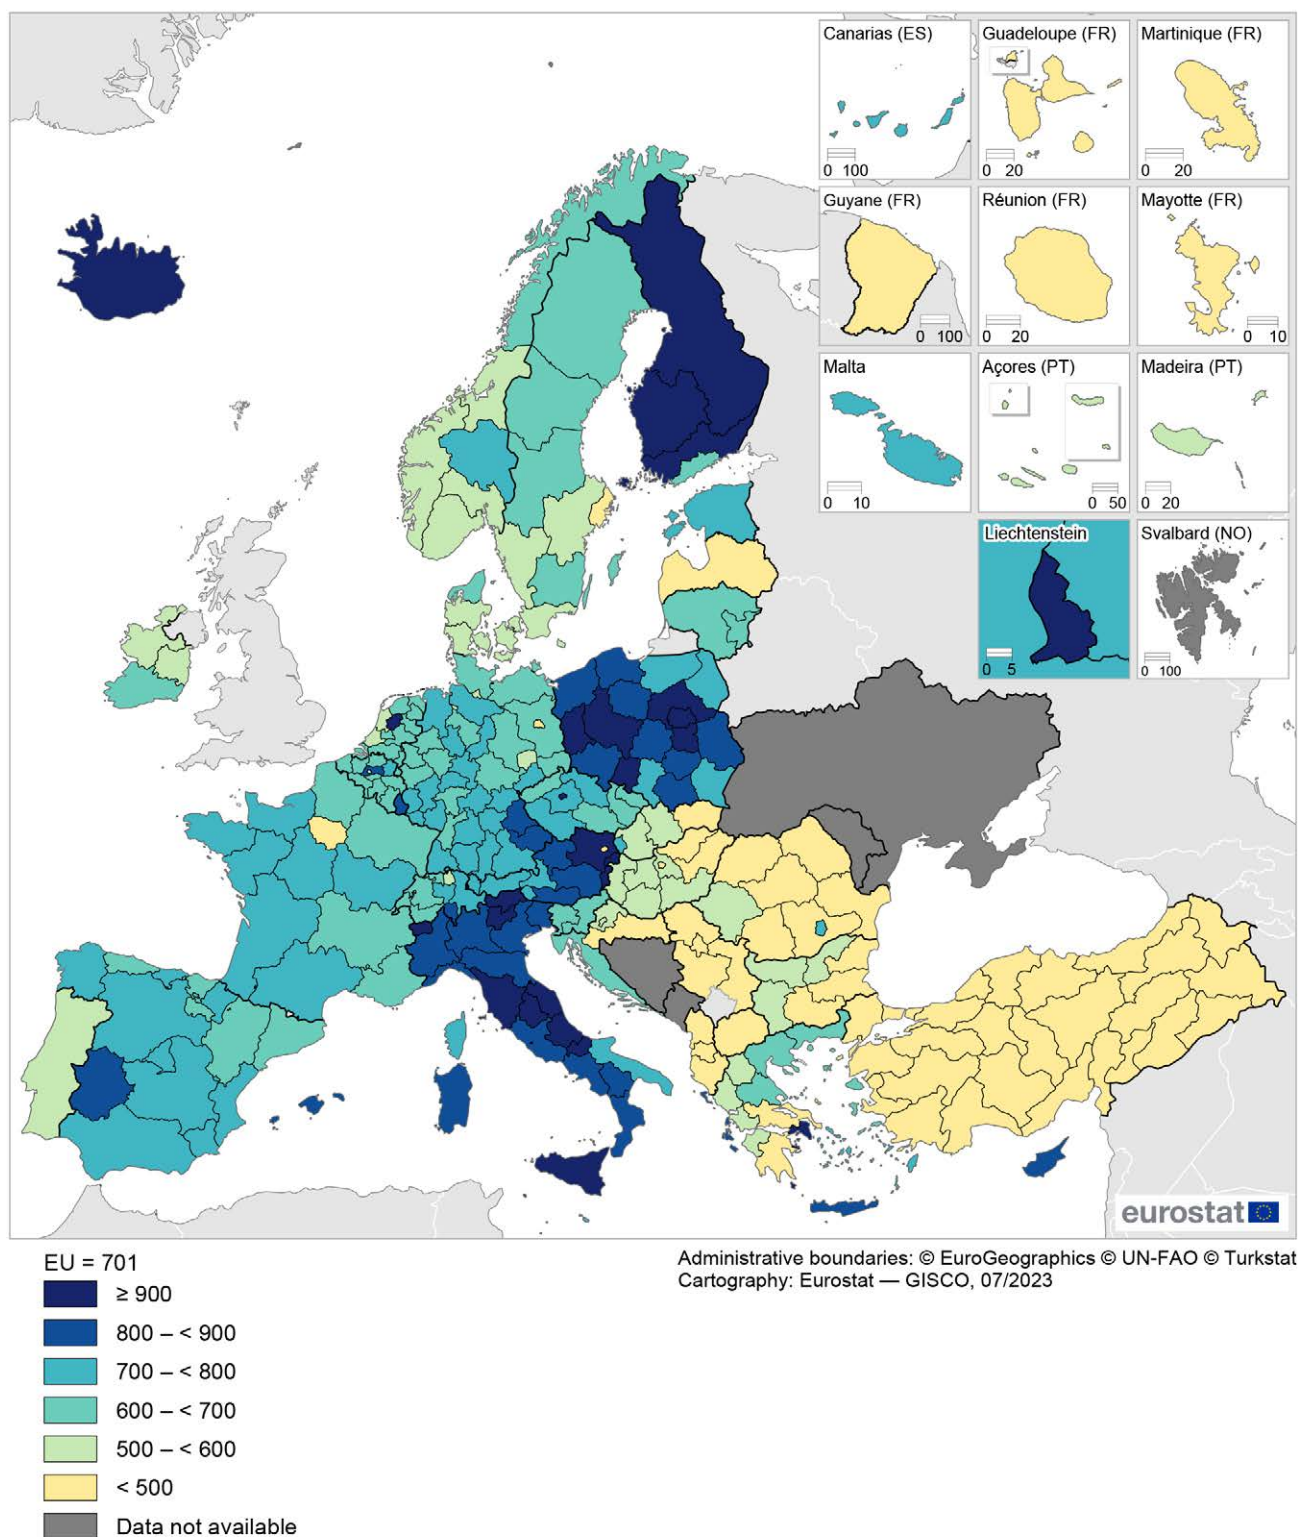 Canarias (ES)
0 100
Guadeloupe (FR)
0 20
Martinique (FR)
0 20
Guyane (FR)
0 100
Réunion (FR)
0 20
Mayotte (FR)
0 10
Malta
0 10
Açores (PT)
0 50
Madeira (PT)
0 20
Liechtenstein
0 5
Svalbard (NO)
0 100
eurostat
EU = 701
≥ 900
800 – < 900
700 – < 800
600 – < 700
500 – < 600
< 500
Data not available
Administrative boundaries: © EuroGeographics © UN-FAO © Turkstat
Cartography: Eurostat — GISCO, 07/2023